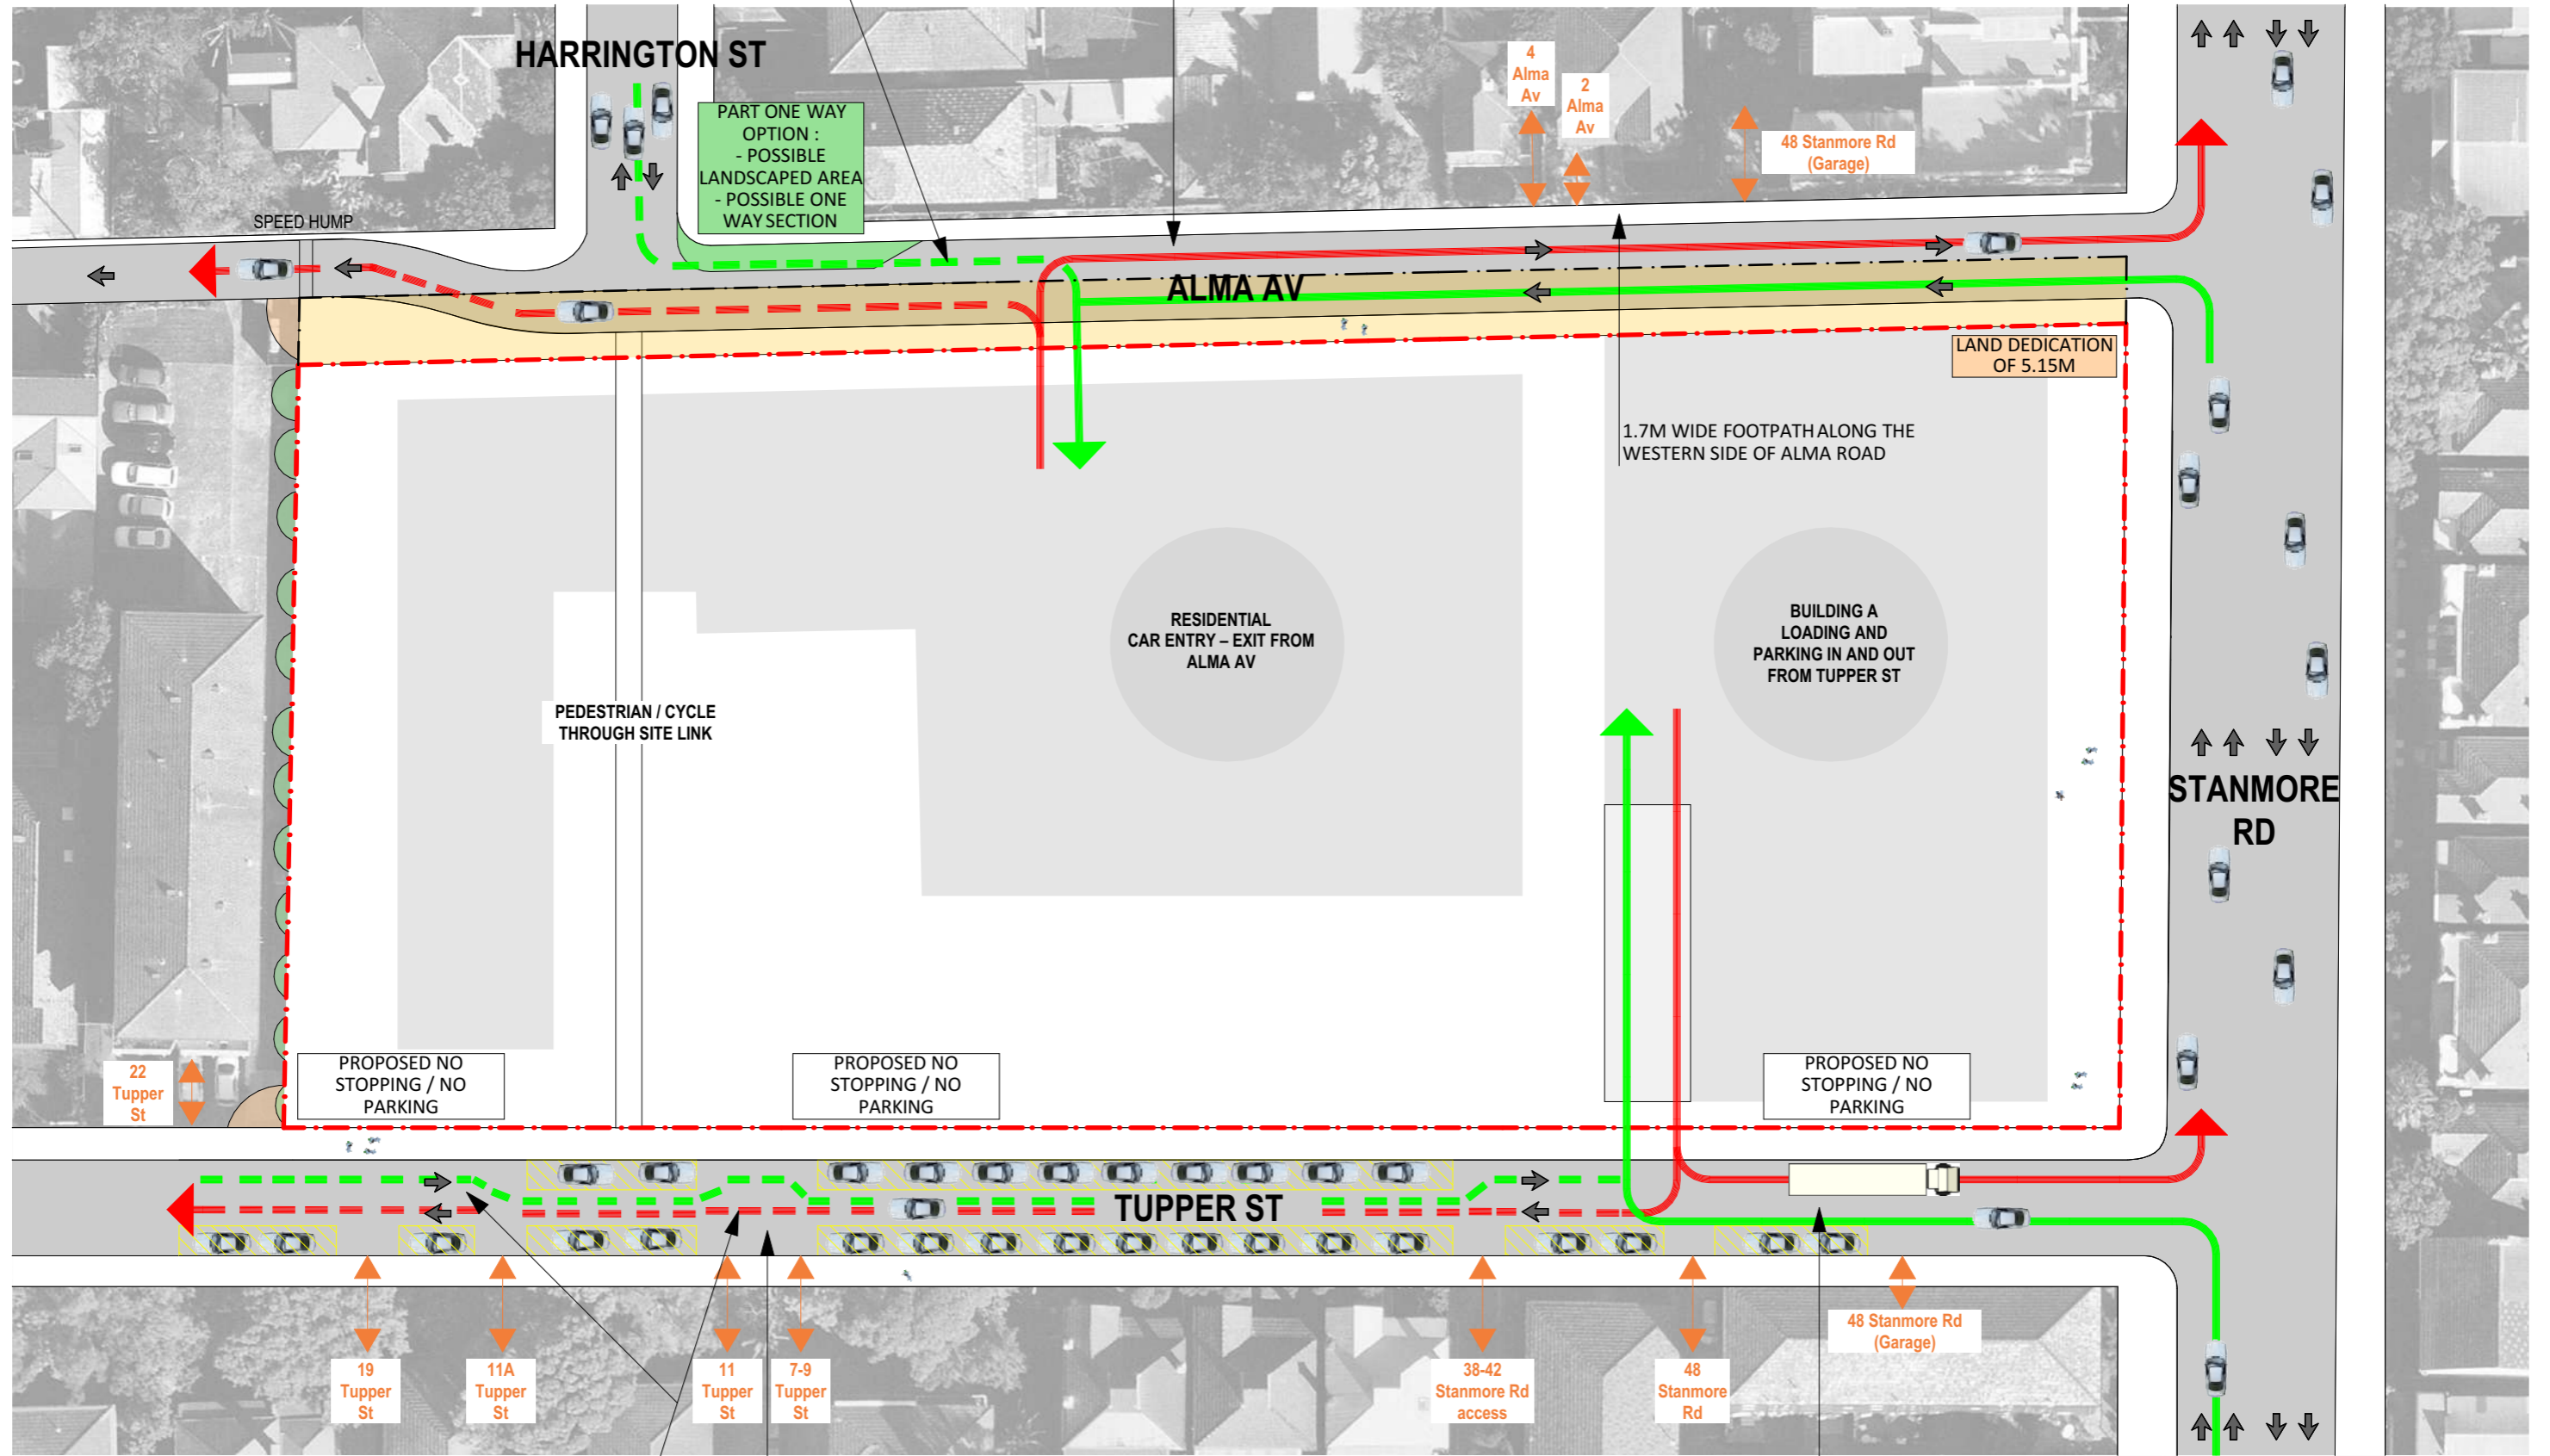 HARRINGTON ST
PART ONE WAY
OPTION :
- POSSIBLE
LANDSCAPED AREA
- POSSIBLE ONE
WAY SECTION
4
Alma
Av
2
Alma
Av
48 Stanmore Rd
(Garage)
SPEED HUMP
ALMA AV
LAND DEDICATION
OF 5.15M
1.7M WIDE FOOTPATH ALONG THE
WESTERN SIDE OF ALMA ROAD
RESIDENTIAL
CAR ENTRY – EXIT FROM
ALMA AV
BUILDING A
LOADING AND
PARKING IN AND OUT
FROM TUPPER ST
PEDESTRIAN / CYCLE
THROUGH SITE LINK
STANMORE
RD
22
Tupper
St
PROPOSED NO
STOPPING / NO
PARKING
PROPOSED NO
STOPPING / NO
PARKING
PROPOSED NO
STOPPING / NO
PARKING
TUPPER ST
19
Tupper
St
11A
Tupper
St
11
Tupper
St
7-9
Tupper
St
38-42
Stanmore Rd
access
48
Stanmore
Rd
48 Stanmore Rd
(Garage)